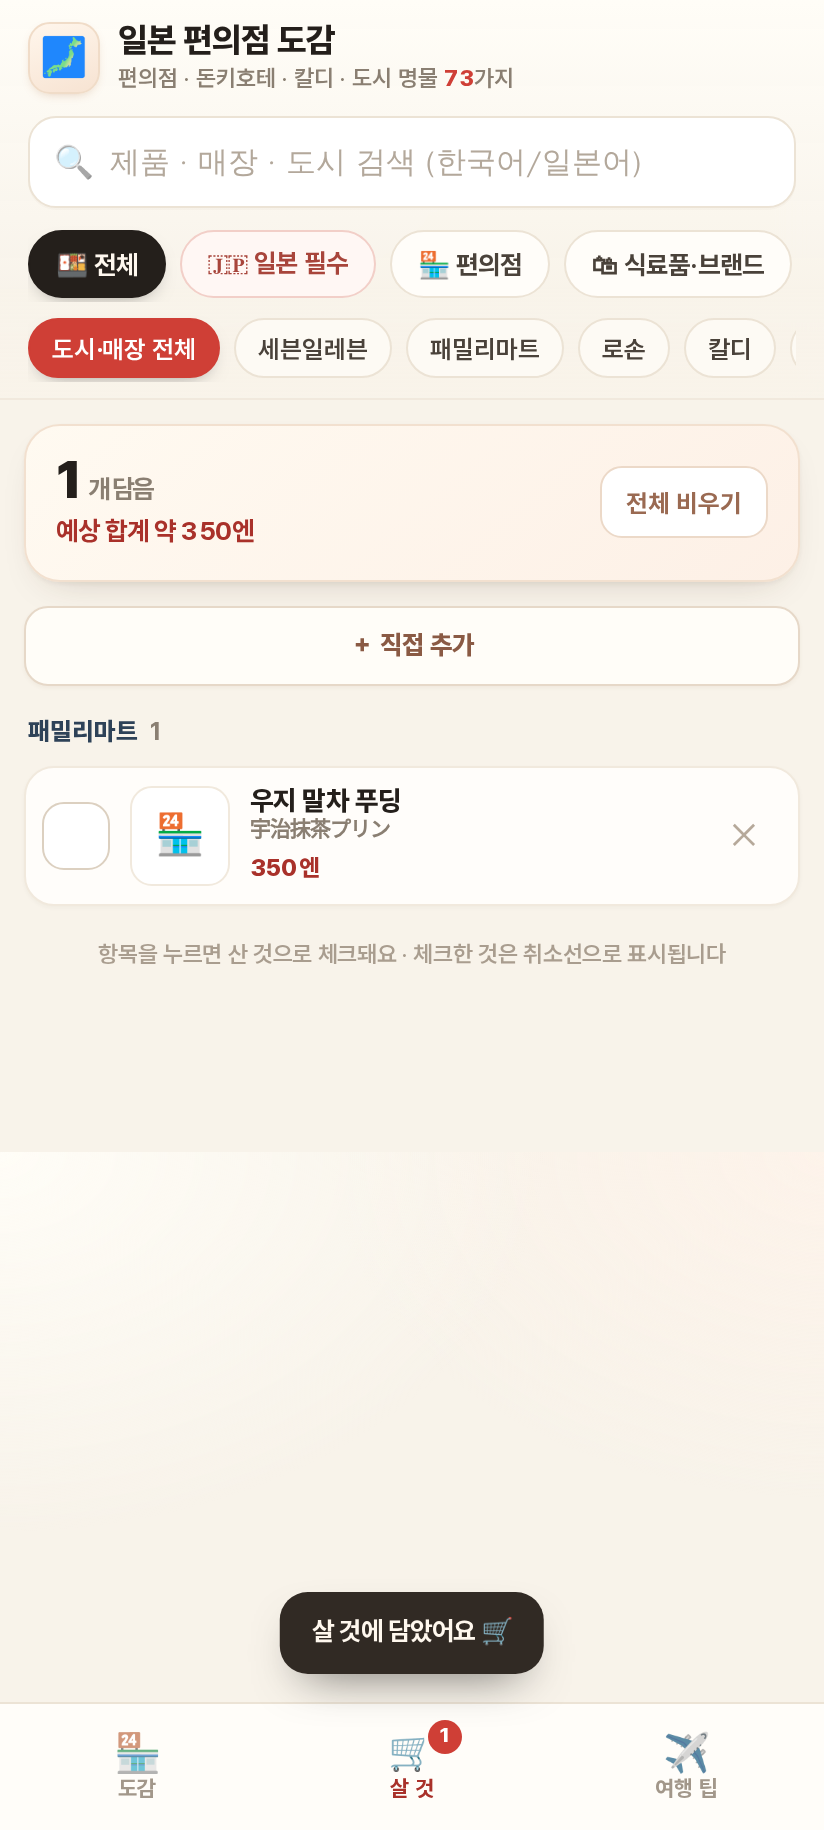 일본 편의점 도감
편의점 · 돈키호테 · 칼디 · 도시 명물 73가지
제품 · 매장 · 도시 검색 (한국어/일본어)
전체
🇯🇵 일본 필수
편의점
식료품·브랜드
도시·매장 전체
세븐일레븐
패밀리마트
로손
칼디
1 개 담음
예상 합계 약 350엔
전체 비우기
+ 직접 추가
패밀리마트 1
24
우지 말차 푸딩
宇治抹茶プリン
350엔
×
항목을 누르면 산 것으로 체크돼요 · 체크한 것은 취소선으로 표시됩니다
살 것에 담았어요
24
도감
1
살 것
여행 팁